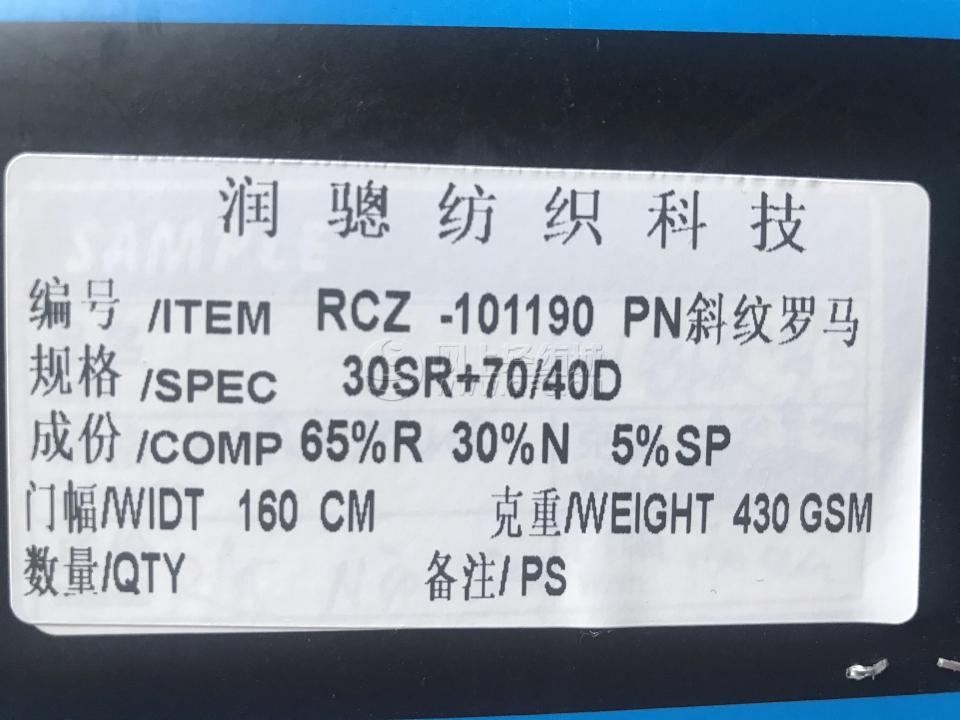 润骢纺织科技
编号/ITEM RCZ -101190 PN斜纹罗马
规格/SPEC 30SR+70/40D
成份/COMP 65%R 30%N 5%SP
门幅/WIDT 160 CM 克重/WEIGHT 430 GSM
数量/QTY 备注/PS